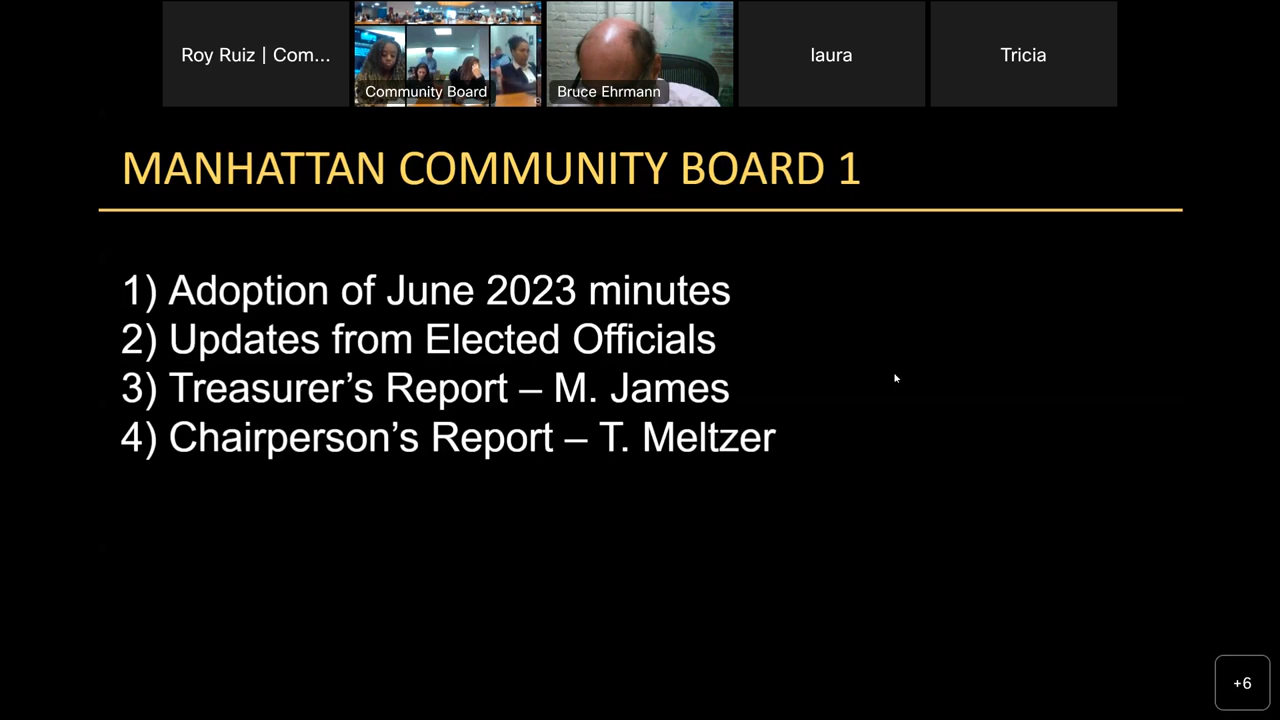 Roy Ruiz | Com...
Community Board
Bruce Ehrmann
laura
Tricia
MANHATTAN COMMUNITY BOARD 1
1) Adoption of June 2023 minutes
2) Updates from Elected Officials
3) Treasurer’s Report – M. James
4) Chairperson’s Report – T. Meltzer
+6